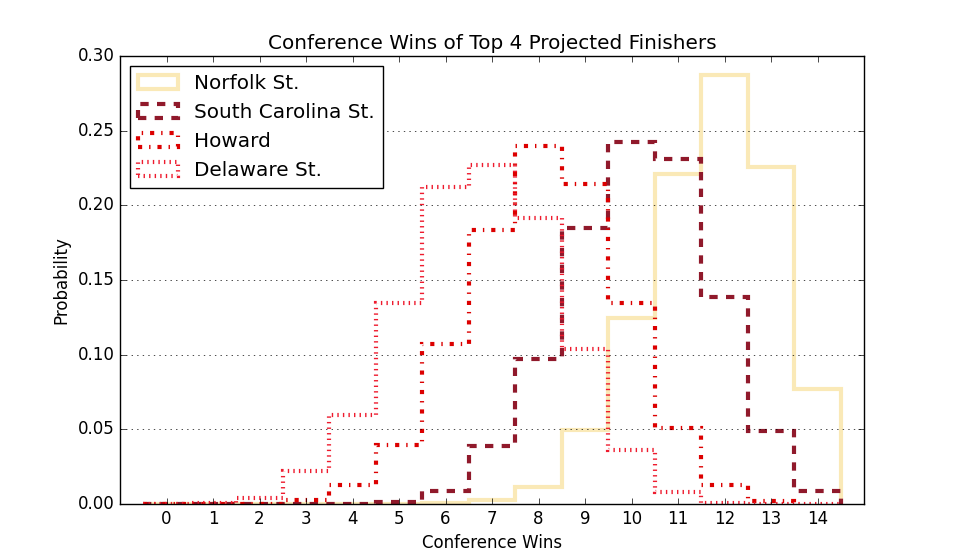 Conference Wins of Top 4 Projected Finishers
0.30
Norfolk St.
South Carolina St.
Howard
Delaware St.
0.25
0.20
0.15
0.10
0.05
0.00
Probability
0 1 2 3 4 5 6 7 8 9 10 11 12 13 14
Conference Wins